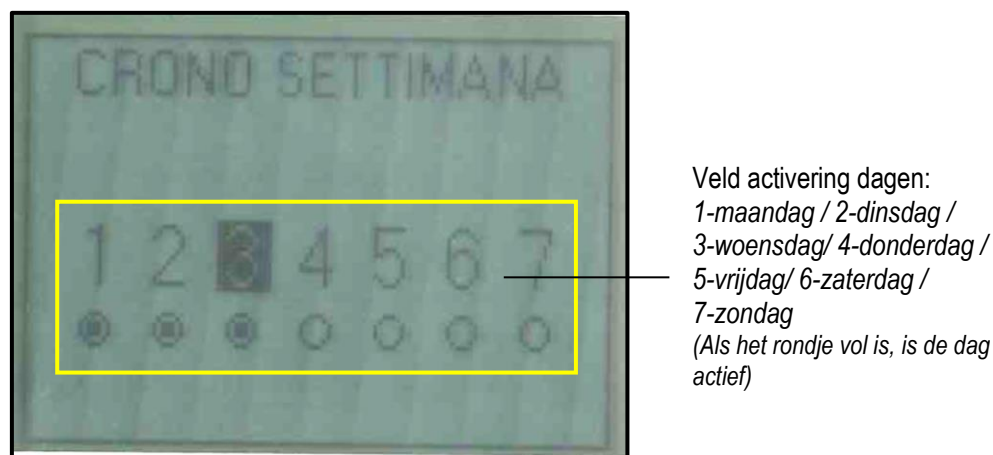 CRONO SETTIMANA
1 2 3 4 5 6 7
Veld activering dagen:
1-maandag / 2-dinsdag /
3-woensdag/ 4-donderdag /
5-vrijdag/ 6-zaterdag /
7-zondag
(Als het rondje vol is, is de dag
actief)